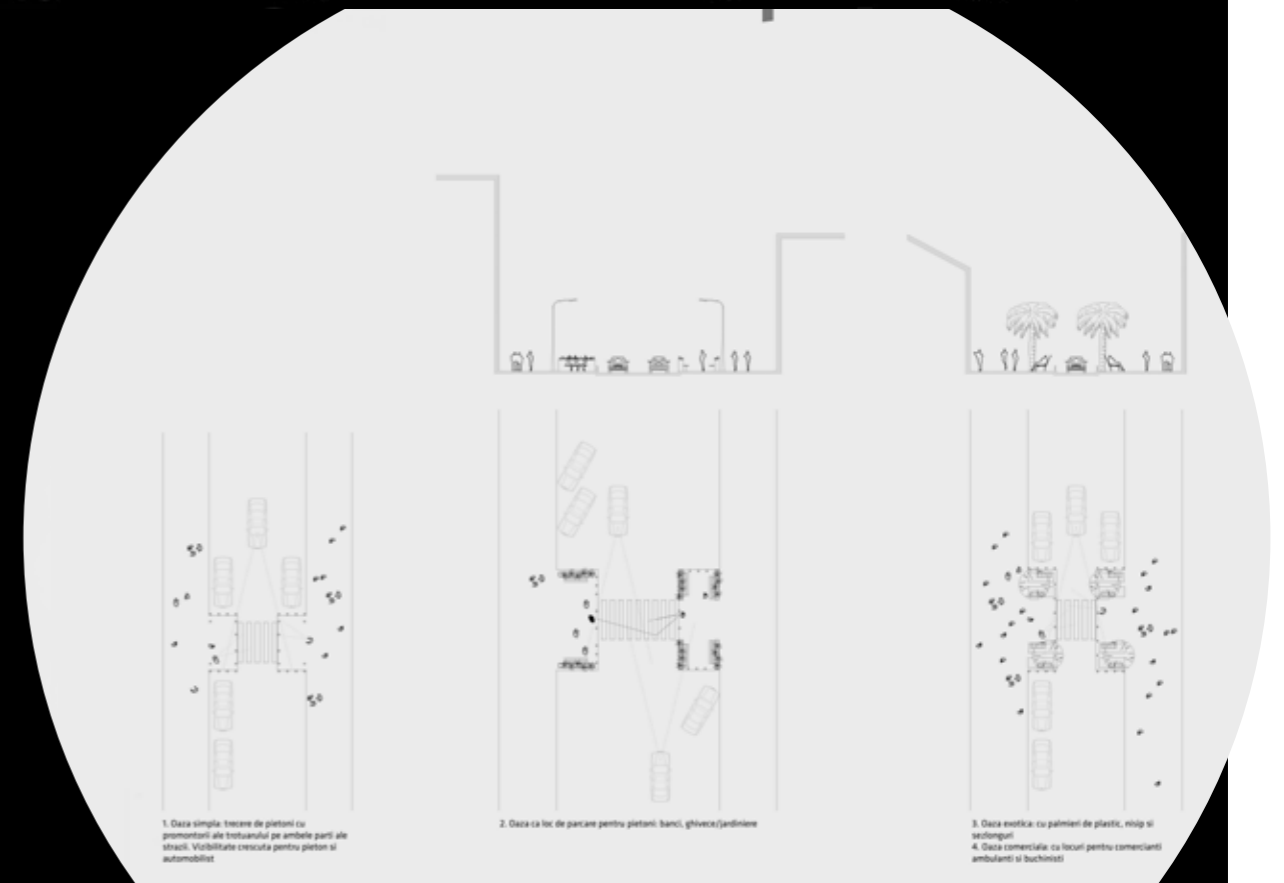 1. Oaza simpla: trecere de pietoni cu
promontorii ale trotuarului pe ambele parti ale
strazii. Vizibilitate crescuta pentru pieton si
automobilist
2. Oaza ca loc de parcare pentru pietoni: banci, ghivece/jardiniere
3. Oaza exotica: cu palmieri de plastic, nisip si
sezlonguri
4. Oaza comerciala: cu locuri pentru comercianti
ambulanti si buchinisti